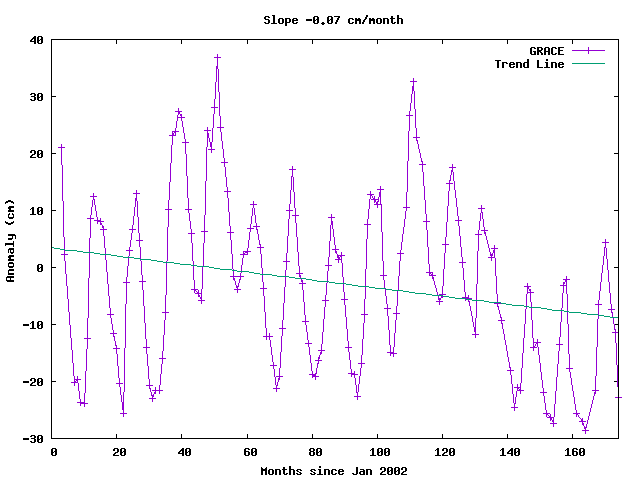 Slope -0.07 cm/month
GRACE
Trend Line
40
30
20
10
0
-10
-20
-30
Anomaly (cm)
0 20 40 60 80 100 120 140 160
Months since Jan 2002